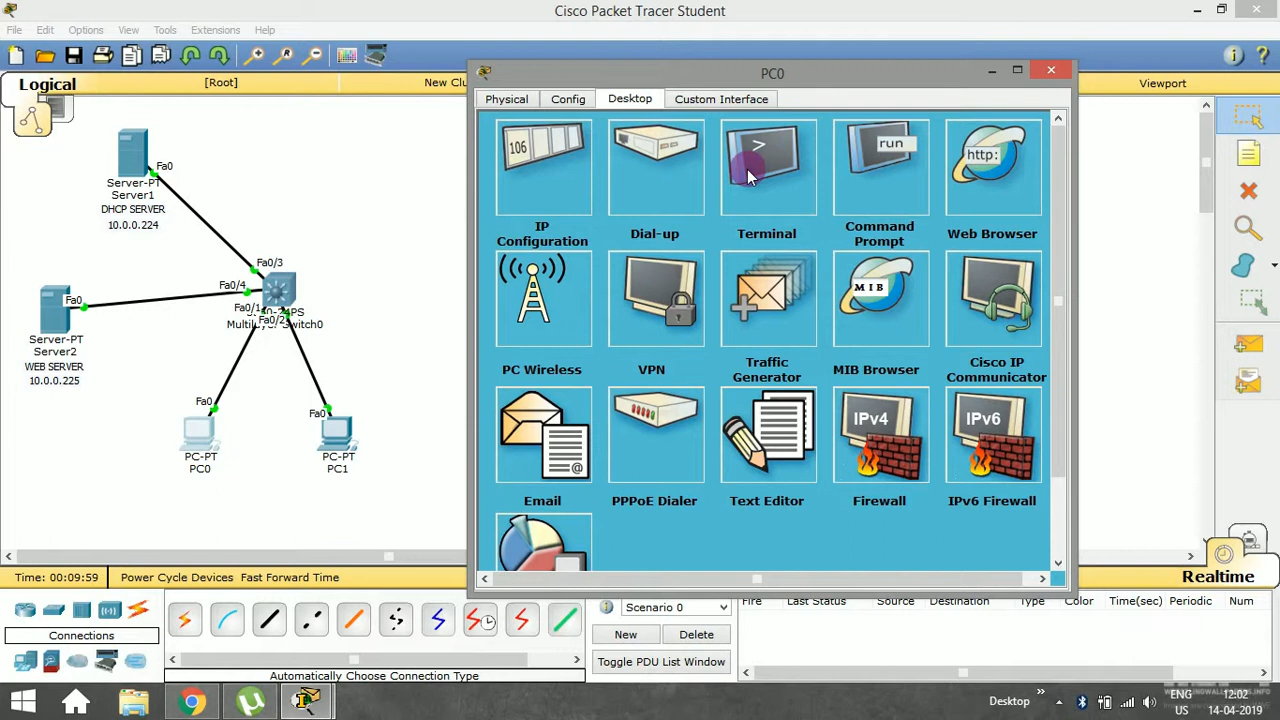 Cisco Packet Tracer Student
File Edit Options View Tools Extensions Help
Logical
[Root]
New Clu
Viewport
PC0
Physical
Config
Desktop
Custom Interface
106
>
run
http:
IP
Configuration
Dial-up
Terminal
Command
Prompt
Web Browser
MIB
PC Wireless
VPN
Traffic
Generator
MIB Browser
Cisco IP
Communicator
@
IPv4
IPv6
Email
PPPoE Dialer
Text Editor
Firewall
IPv6 Firewall
Fa0
Server-PT
Server1
DHCP SERVER
10.0.0.224
Fa0/3
Fa0/4
Fa0
Fa0/1
Fa0/2
Server-PT
Server2
WEB SERVER
10.0.0.225
Fa0
Fa0
PC-PT
PC0
PC-PT
PC1
Time: 00:09:59 Power Cycle Devices Fast Forward Time
Realtime
Connections
Automatically Choose Connection Type
Scenario 0
New
Delete
Toggle PDU List Window
Fire Last Status Source Destination Type Color Time(sec) Periodic Num
Desktop
ENG
US
12:02
14-04-2019